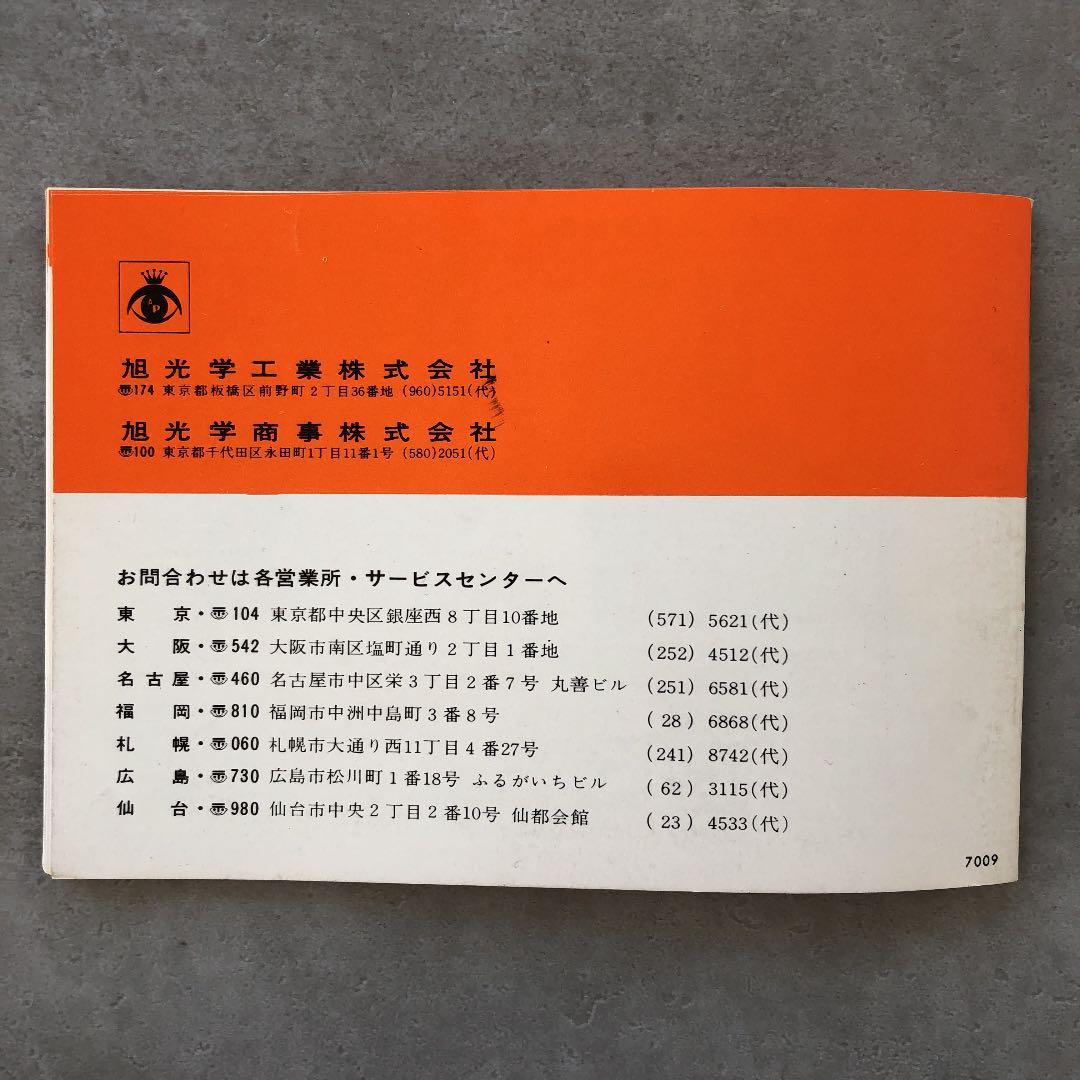 AP
旭光学工業株式会社
〠174 東京都板橋区前野町2丁目36番地 (960)5151(代)
旭光学商事株式会社
〠100 東京都千代田区永田町1丁目11番1号 (580)2051(代)
お問合わせは各営業所・サービスセンターへ
東京・〠104 東京都中央区銀座西8丁目10番地 (571) 5621(代)
大阪・〠542 大阪市南区塩町通り2丁目1番地 (252) 4512(代)
名古屋・〠460 名古屋市中区栄3丁目2番7号 丸善ビル (251) 6581(代)
福岡・〠810 福岡市中洲中島町3番8号 (28) 6868(代)
札幌・〠060 札幌市大通り西11丁目4番27号 (241) 8742(代)
広島・〠730 広島市松川町1番18号 ふるがいちビル (62) 3115(代)
仙台・〠980 仙台市中央2丁目2番10号 仙都会館 (23) 4533(代)
7009